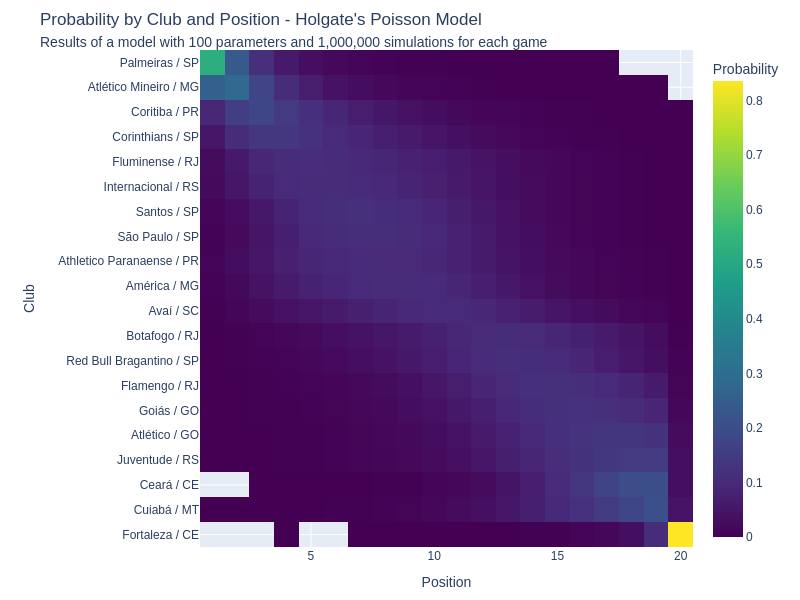 Probability by Club and Position - Holgate's Poisson Model
Results of a model with 100 parameters and 1,000,000 simulations for each game
Probability
Palmeiras / SP
Atlético Mineiro / MG
Coritiba / PR
Corinthians / SP
Fluminense / RJ
Internacional / RS
Santos / SP
São Paulo / SP
Athletico Paranaense / PR
América / MG
Avaí / SC
Botafogo / RJ
Red Bull Bragantino / SP
Flamengo / RJ
Goiás / GO
Atlético / GO
Juventude / RS
Ceará / CE
Cuiabá / MT
Fortaleza / CE
Club
5
10
15
20
Position
0.8
0.7
0.6
0.5
0.4
0.3
0.2
0.1
0